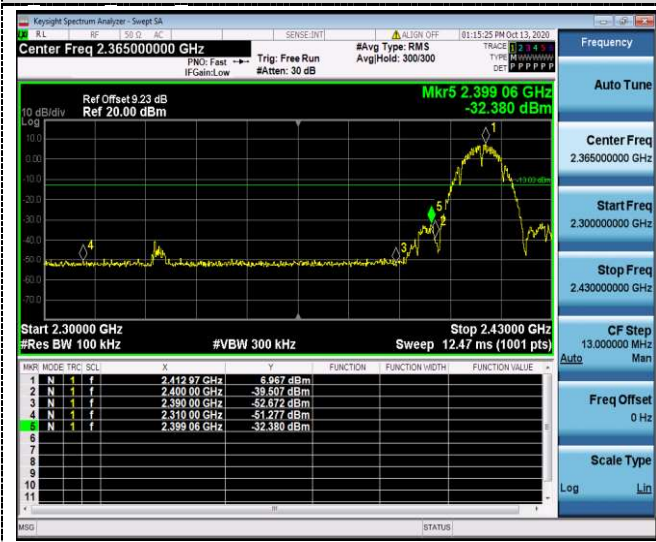 Keysight Spectrum Analyzer - Swept SA
RL RF 50 Ω AC SENSE:INT ALIGN OFF 01:15:25 PM Oct 13, 2020
Center Freq 2.365000000 GHz
PNO: Fast Trig: Free Run
IFGain:Low #Atten: 30 dB
#Avg Type: RMS
Avg|Hold: 300/300
TRACE 1 2 3 4 5 6
TYPE M W W W W W
DET P P P P P P
Ref Offset 9.23 dB
10 dB/div Ref 20.00 dBm
Log
Mkr5 2.399 06 GHz
-32.380 dBm
10.0
0.00
-10.0
-20.0
-30.0
-40.0
-50.0
-60.0
-70.0
1
-13.03 dBm
5
2
3
4
Start 2.30000 GHz Stop 2.43000 GHz
#Res BW 100 kHz #VBW 300 kHz Sweep 12.47 ms (1001 pts)
MKR MODE TRC SCL X Y FUNCTION FUNCTION WIDTH FUNCTION VALUE
1 N 1 f 2.412 97 GHz 6.967 dBm
2 N 1 f 2.400 00 GHz -39.507 dBm
3 N 1 f 2.390 00 GHz -52.672 dBm
4 N 1 f 2.310 00 GHz -51.277 dBm
5 N 1 f 2.399 06 GHz -32.380 dBm
6
7
8
9
10
11
MSG STATUS
Frequency
Auto Tune
Center Freq
2.365000000 GHz
Start Freq
2.300000000 GHz
Stop Freq
2.430000000 GHz
CF Step
13.000000 MHz
Auto Man
Freq Offset
0 Hz
Scale Type
Log Lin